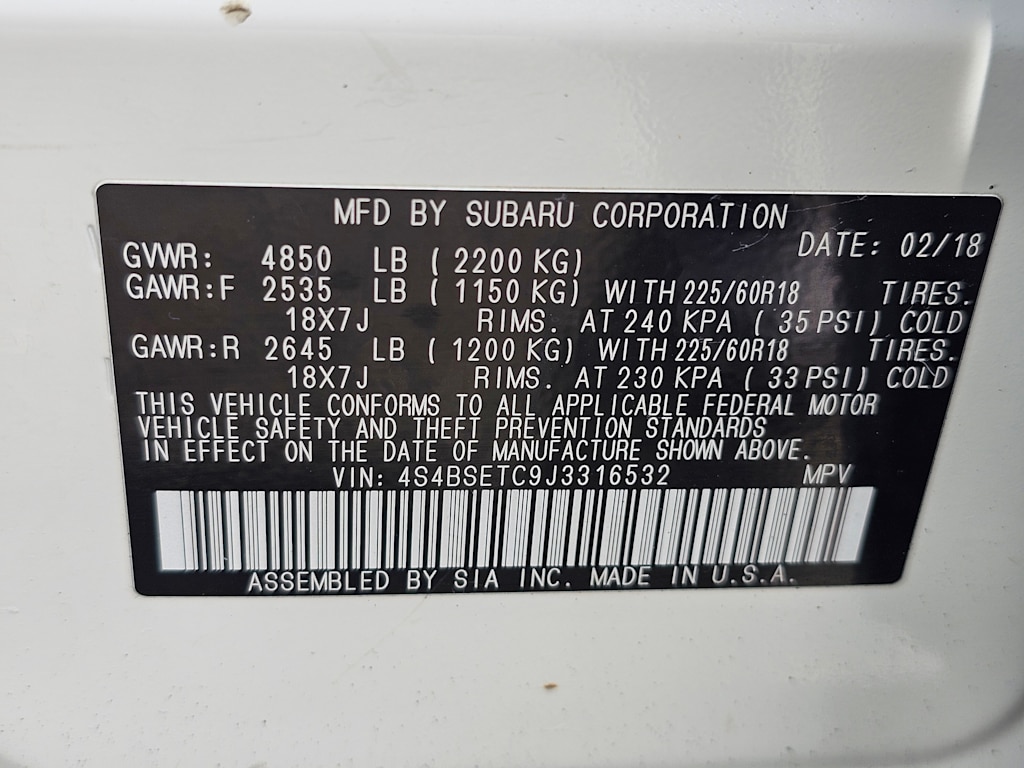 MFD BY SUBARU CORPORATION
DATE: 02/18
GVWR: 4850 LB ( 2200 KG)
GAWR:F 2535 LB ( 1150 KG) WITH 225/60R18 TIRES.
18X7J RIMS. AT 240 KPA ( 35 PSI) COLD
GAWR:R 2645 LB ( 1200 KG) WITH 225/60R18 TIRES.
18X7J RIMS. AT 230 KPA ( 33 PSI) COLD
THIS VEHICLE CONFORMS TO ALL APPLICABLE FEDERAL MOTOR
VEHICLE SAFETY AND THEFT PREVENTION STANDARDS
IN EFFECT ON THE DATE OF MANUFACTURE SHOWN ABOVE.
VIN: 4S4BSETC9J3316532 MPV
ASSEMBLED BY SIA INC. MADE IN U.S.A.